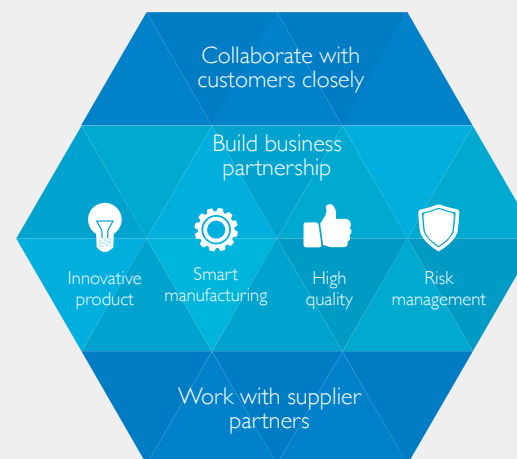 Collaborate with
customers closely
Build business
partnership
Innovative
product
Smart
manufacturing
High
quality
Risk
management
Work with supplier
partners